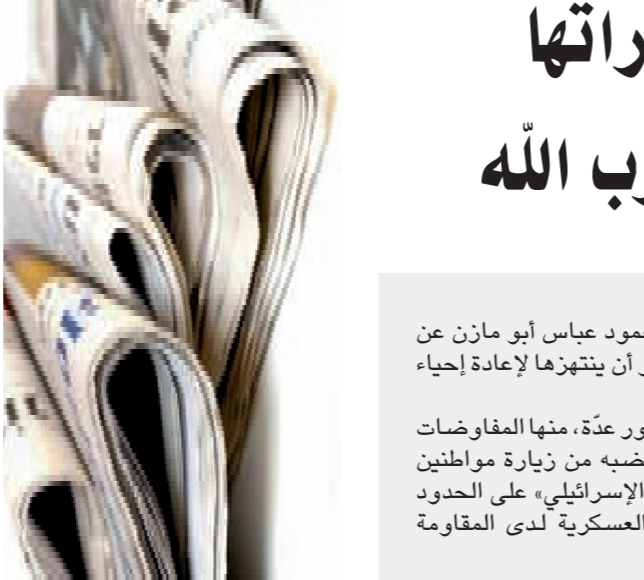 راتها
رب الله
مود عباس أبو مازن عن
ر أن ينتهزها لإعادة إحياء
ور عدّة، منها المفاوضات
ضبه من زيارة مواطنين
الإسرائيلي» على الحدود
العسكرية لدى المقاومة